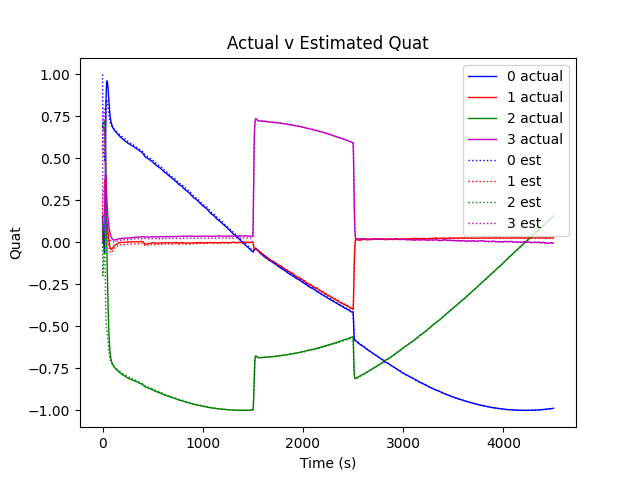 Actual v Estimated Quat
1.00
0.75
0.50
0.25
0.00
−0.25
−0.50
−0.75
−1.00
Quat
0 actual
1 actual
2 actual
3 actual
0 est
1 est
2 est
3 est
0
1000
2000
3000
4000
Time (s)